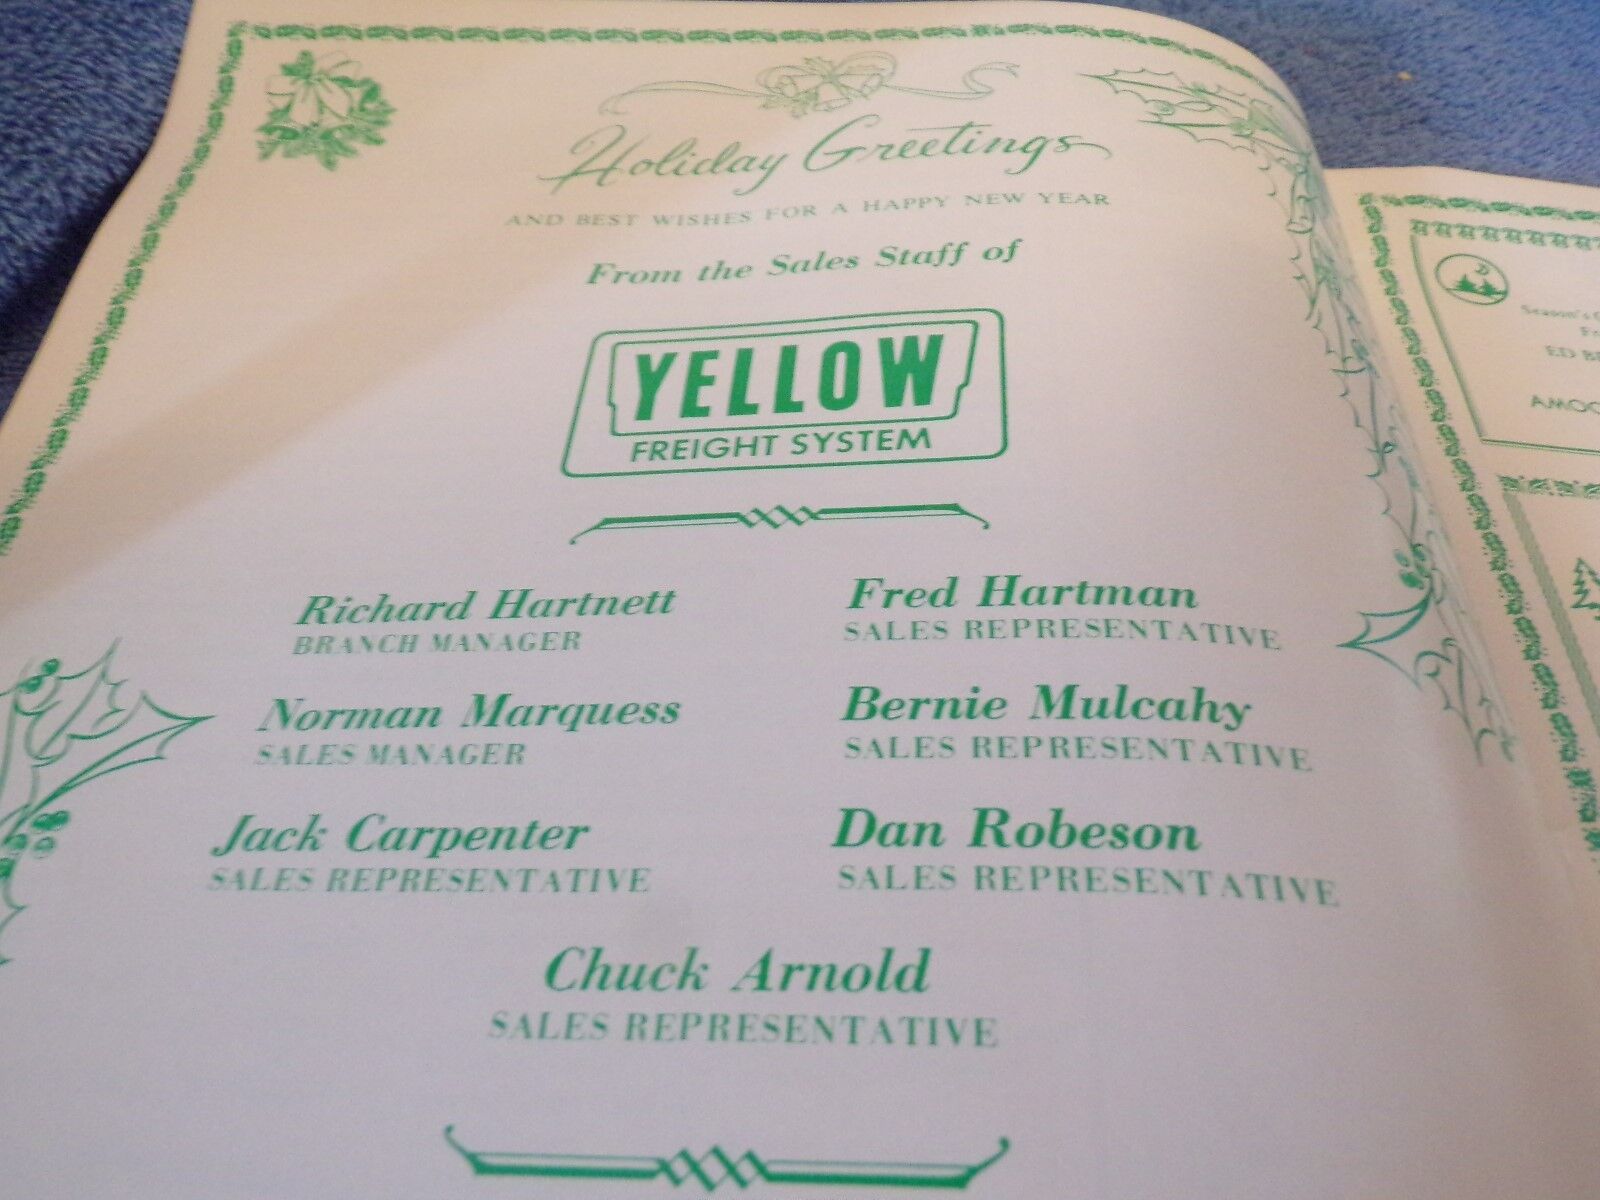 Holiday Greetings
AND BEST WISHES FOR A HAPPY NEW YEAR
From the Sales Staff of
YELLOW
FREIGHT SYSTEM
Richard Hartnett
BRANCH MANAGER
Norman Marquess
SALES MANAGER
Jack Carpenter
SALES REPRESENTATIVE
Fred Hartman
SALES REPRESENTATIVE
Bernie Mulcahy
SALES REPRESENTATIVE
Dan Robeson
SALES REPRESENTATIVE
Chuck Arnold
SALES REPRESENTATIVE
Season's
ED